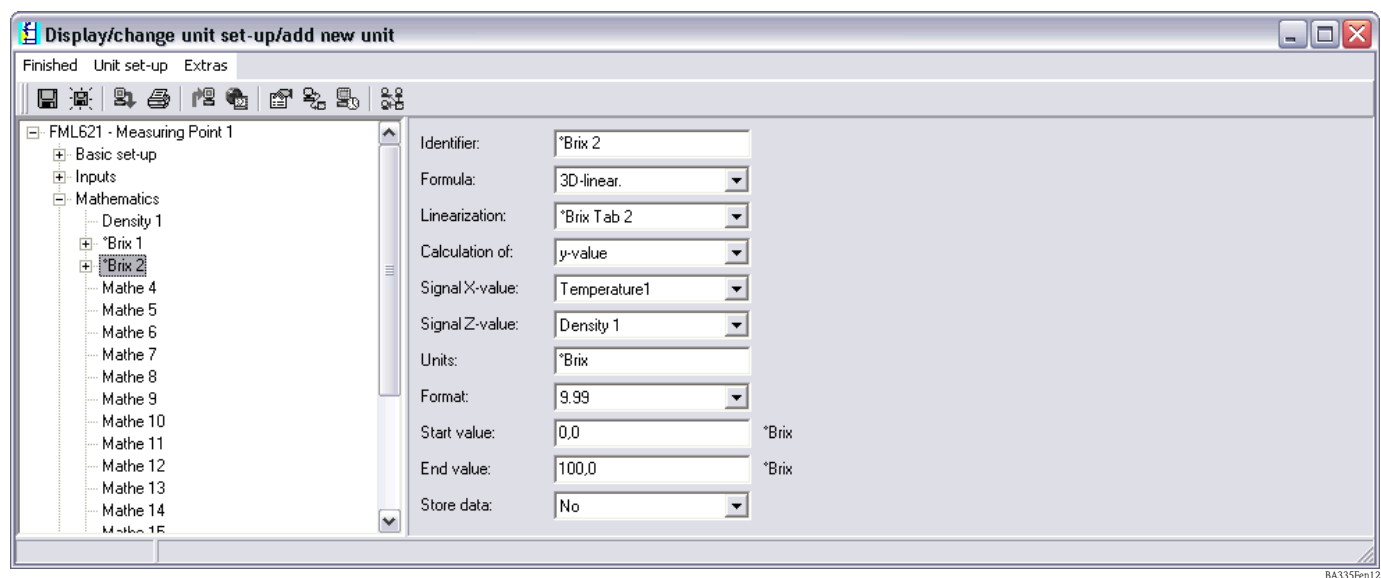 Display/change unit set-up/add new unit
Finished Unit set-up Extras
FML621 - Measuring Point 1
Basic set-up
Inputs
Mathematics
Density 1
°Brix 1
°Brix 2
Mathe 4
Mathe 5
Mathe 6
Mathe 7
Mathe 8
Mathe 9
Mathe 10
Mathe 11
Mathe 12
Mathe 13
Mathe 14
Mathe 15
Identifier: °Brix 2
Formula: 3D-linear.
Linearization: °Brix Tab 2
Calculation of: y-value
Signal X-value: Temperature1
Signal Z-value: Density 1
Units: °Brix
Format: 9.99
Start value: 0,0 °Brix
End value: 100,0 °Brix
Store data: No
BA335Fen12